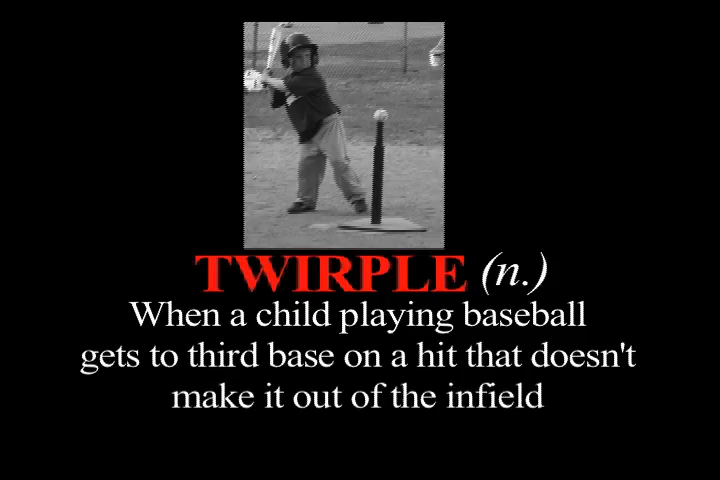 TWIRPLE (n.)
When a child playing baseball
gets to third base on a hit that doesn't
make it out of the infield